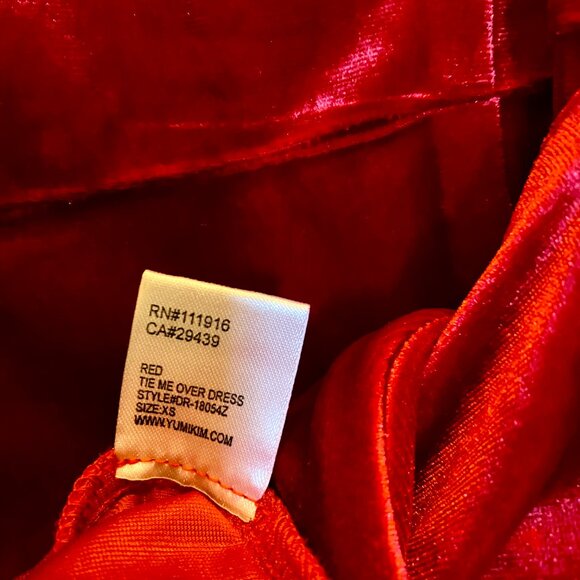 RN#111916
CA#29439
RED
TIE ME OVER DRESS
STYLE#DR-18054Z
SIZE:XS
WWW.YUMIKIM.COM